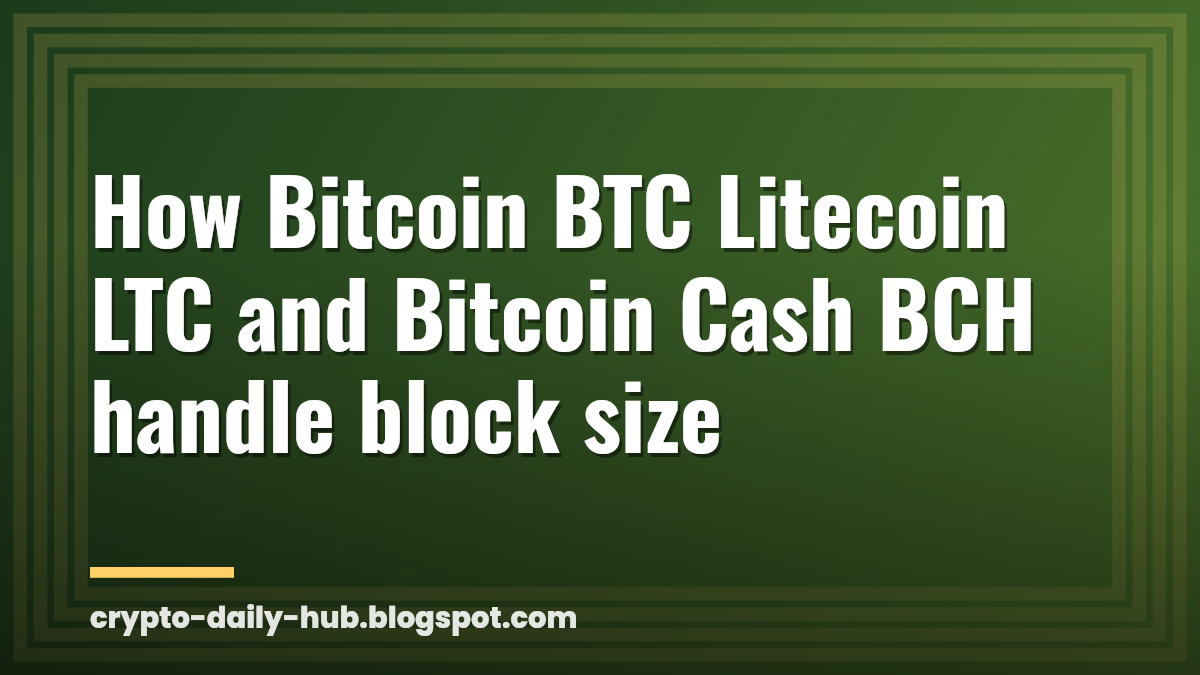 How Bitcoin BTC Litecoin
LTC and Bitcoin Cash BCH
handle block size
crypto-daily-hub.blogspot.com